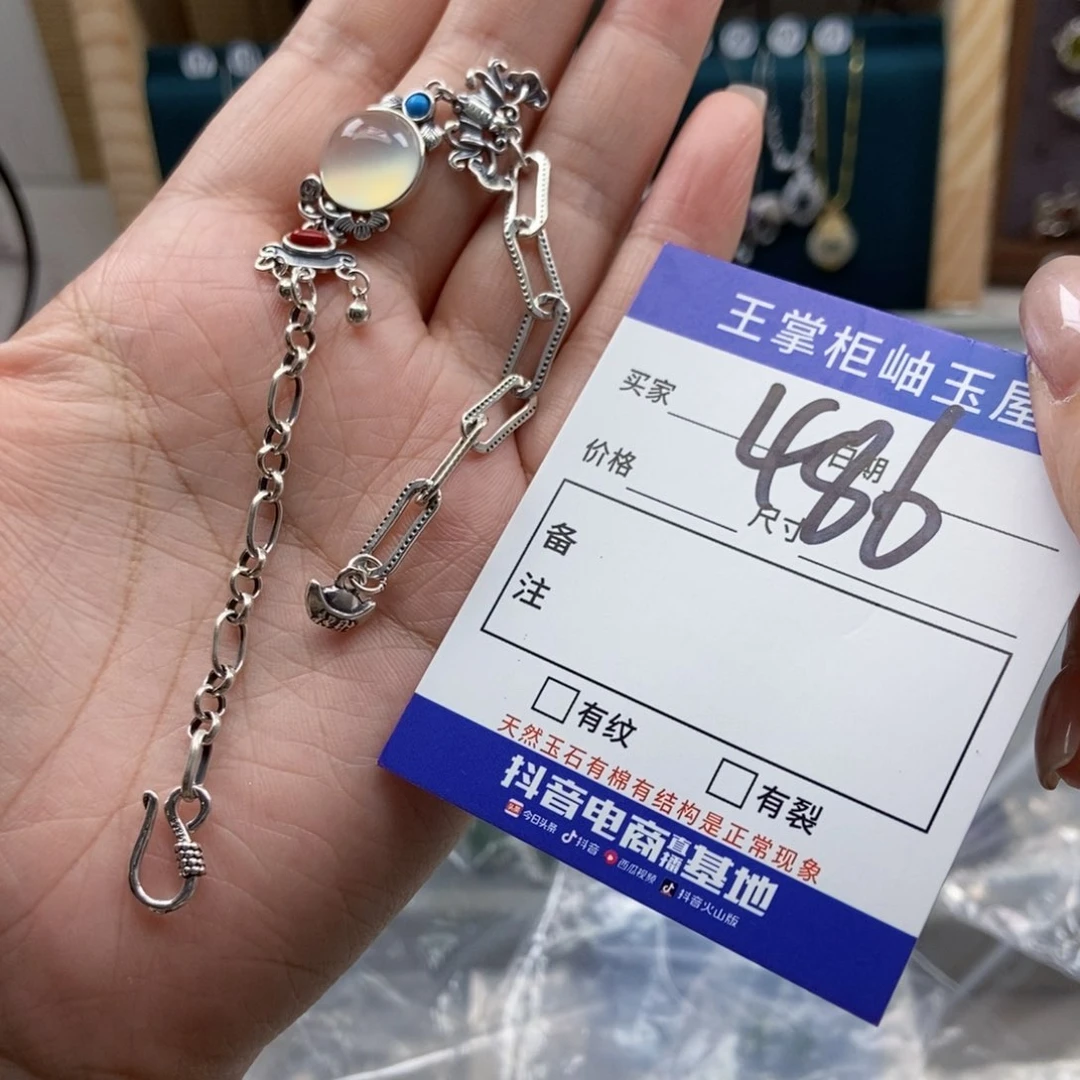 王掌柜岫玉屋
买家
日期
486
价格
尺寸
备注
有纹
有裂
天然玉石有棉有结构是正常现象
抖音电商直播基地
今日头条 抖音 西瓜视频 抖音火山版